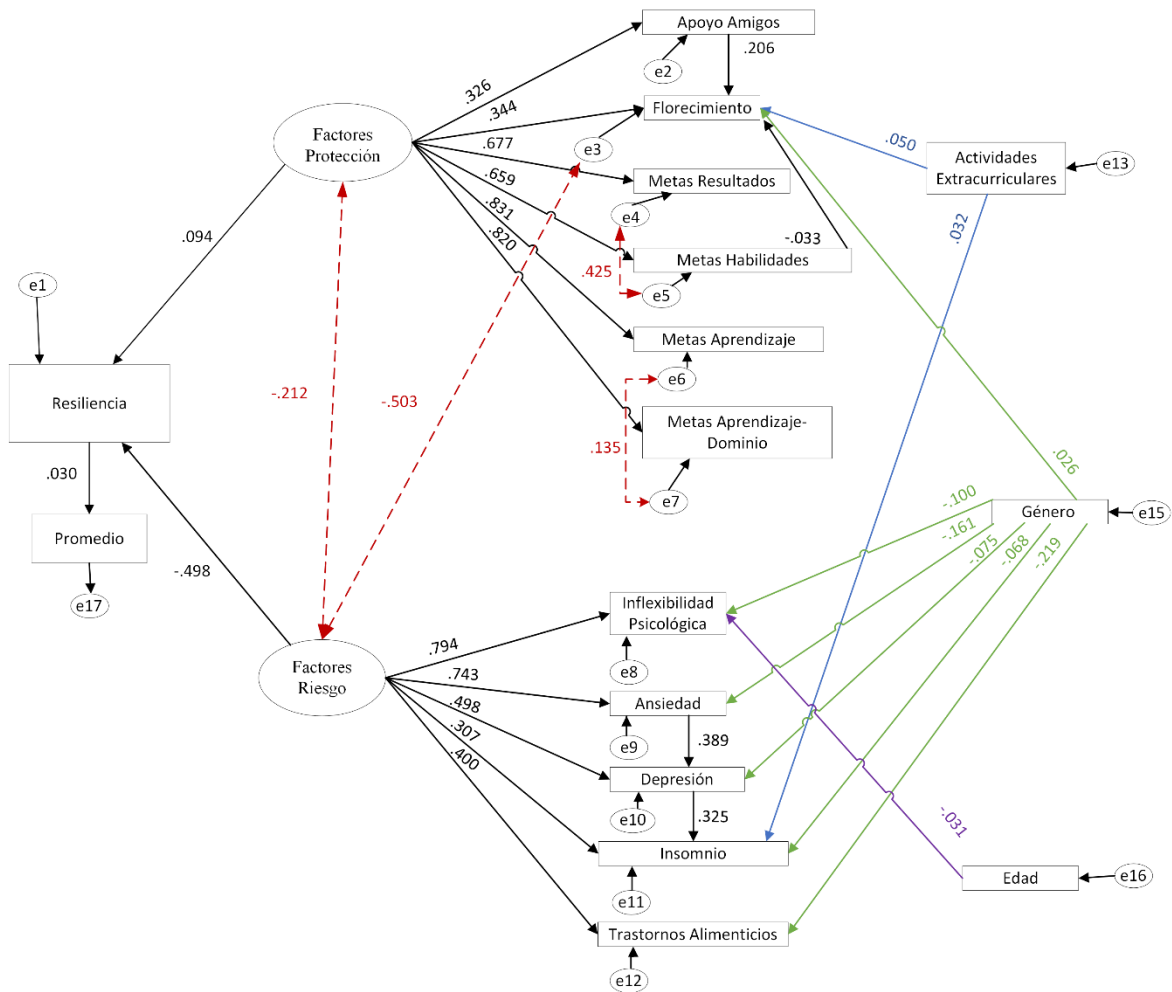 Apoyo Amigos
.206
e2
.326
Florecimiento
.344
Factores
Protección
e3
.677
.050
Actividades
Extracurriculares
e13
Metas Resultados
.659
e4
.831
.820
-.033
.032
.094
Metas Habilidades
.425
e5
e1
Metas Aprendizaje
-.212
-.503
e6
Resiliencia
Metas Aprendizaje-
Dominio
.135
.026
.030
e7
-.100
Género
e15
-.161
-.075
-.068
-.219
Promedio
-.498
e17
Inflexibilidad
Psicológica
.794
e8
Factores
Riesgo
.743
Ansiedad
.498
e9
.389
.307
.400
Depresión
e10
.325
-.031
Insomnio
Edad
e16
e11
Trastornos Alimenticios
e12